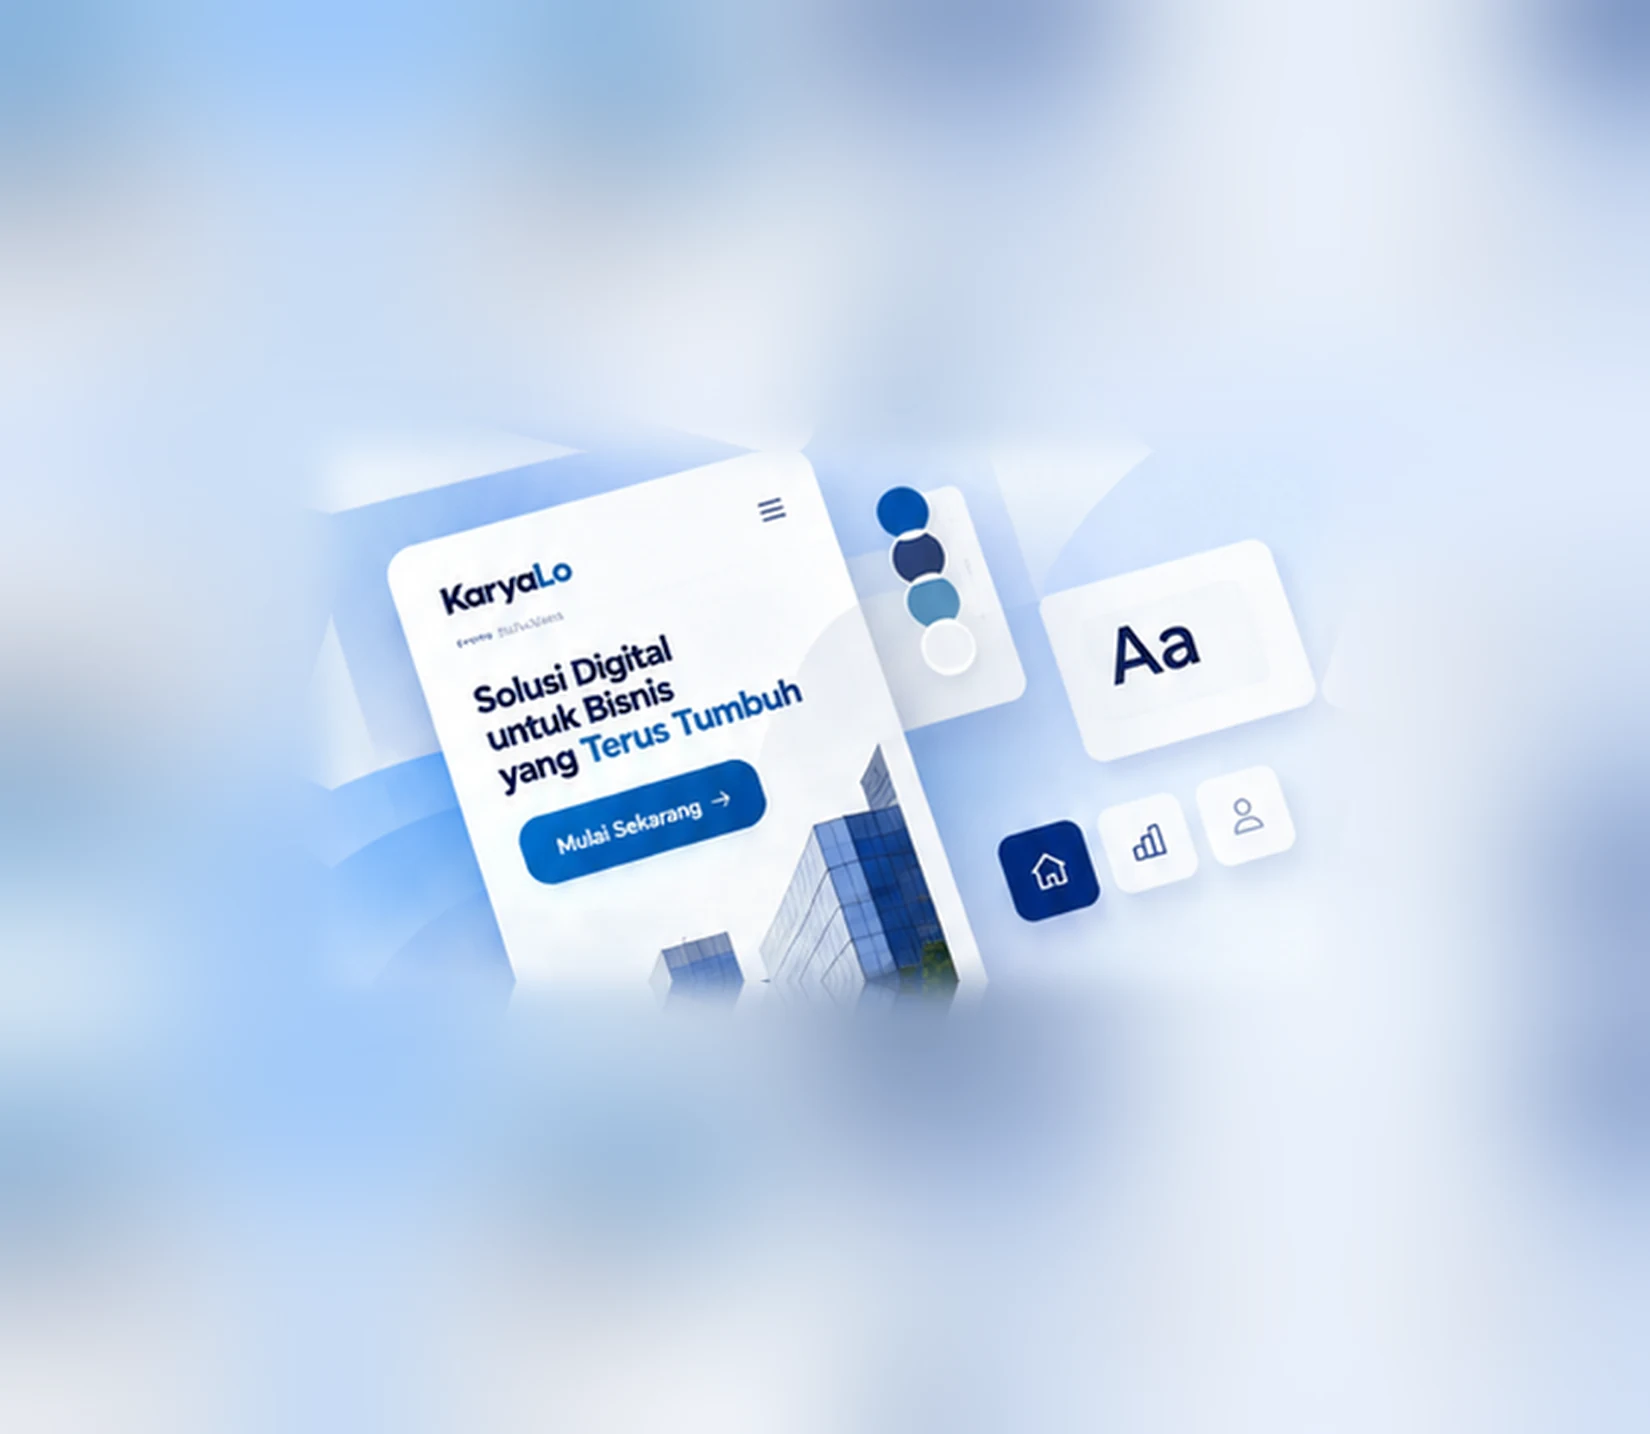 KaryaLo
Solusi Digital
untuk Bisnis
yang Terus Tumbuh
Mulai Sekarang →
Aa